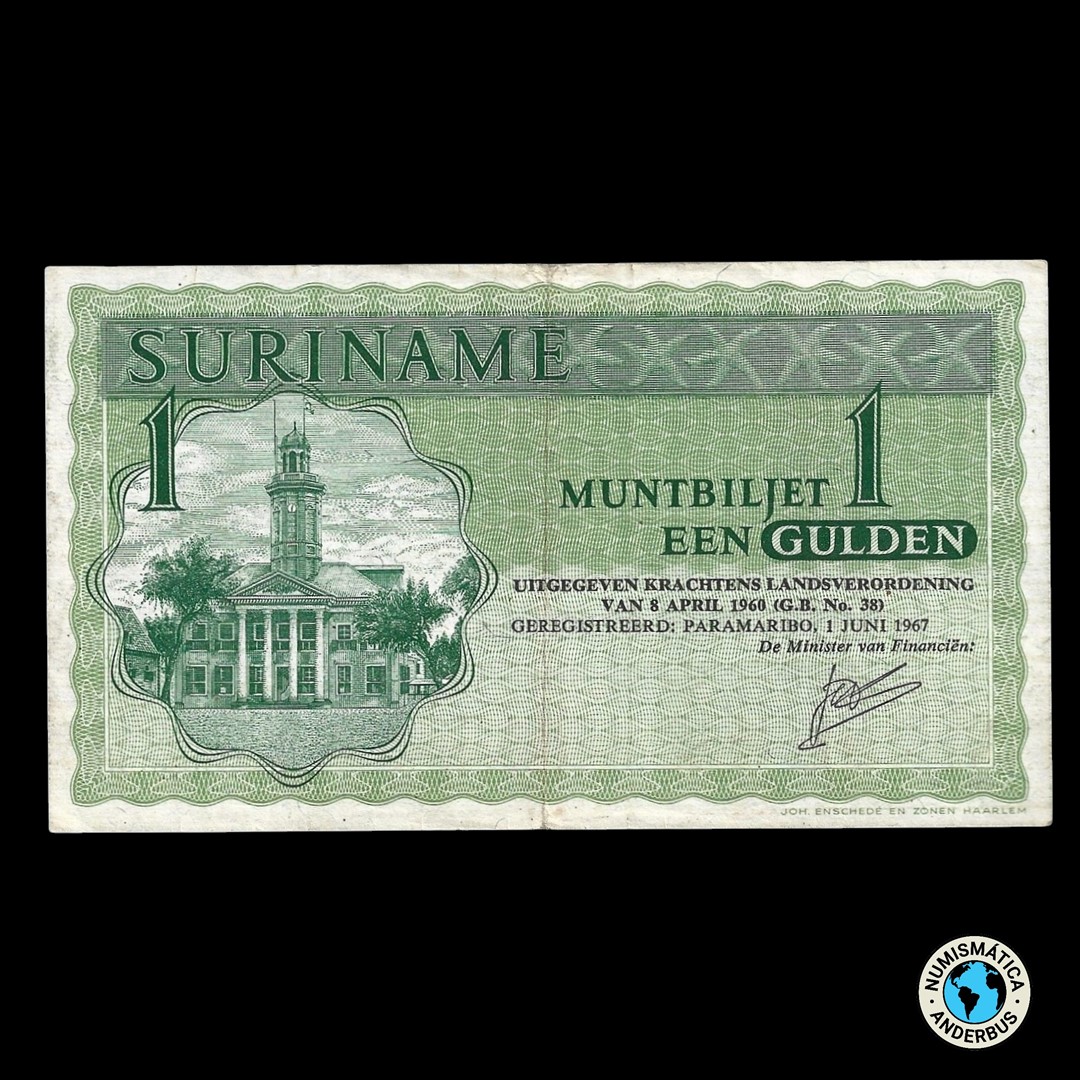 SURINAME
1
1
MUNTBILJET
EEN GULDEN
UITGEGEVEN KRACHTENS LANDSVERORDENING
VAN 8 APRIL 1960 (G.B. No. 38)
GEREGISTREERD: PARAMARIBO, 1 JUNI 1967
De Minister van Financiën:
JOH. ENSCHEDÉ EN ZONEN HAARLEM
NUMISMÁTICA
ANDERBUS